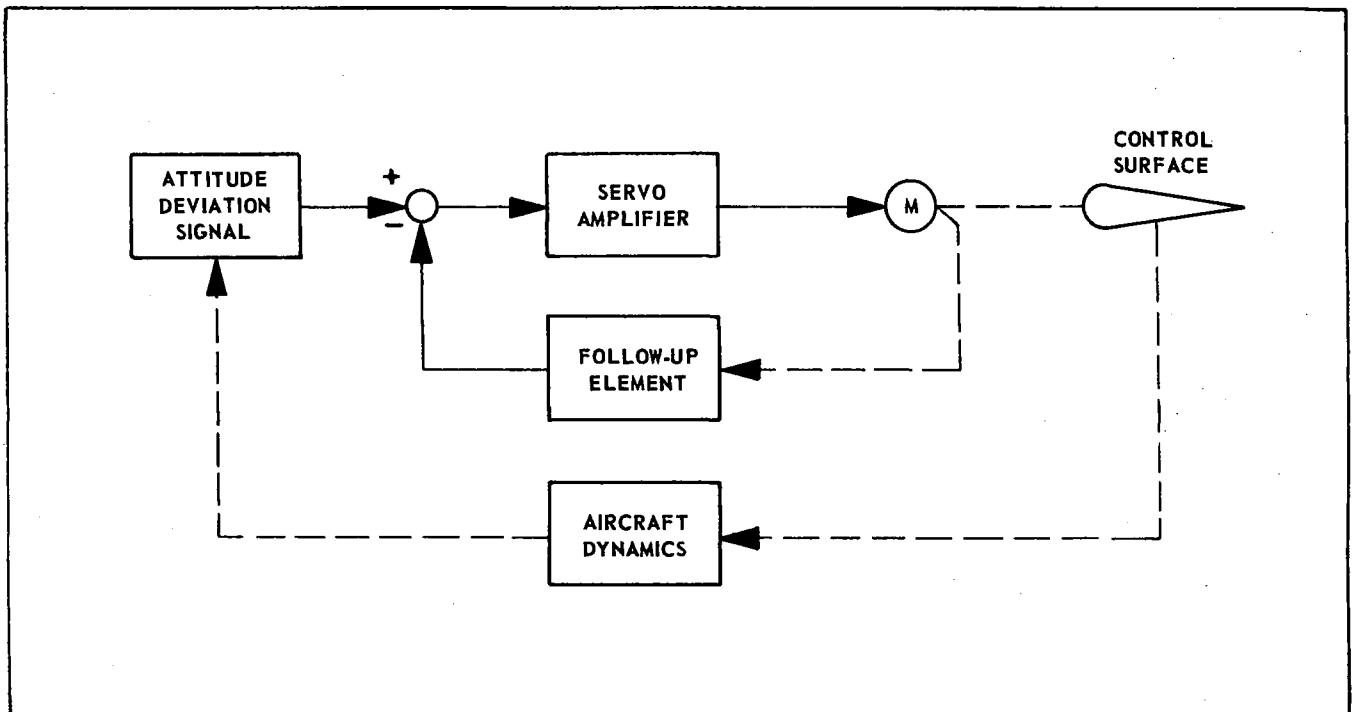 CONTROL
SURFACE
ATTITUDE
DEVIATION
SIGNAL
+
−
SERVO
AMPLIFIER
M
FOLLOW-UP
ELEMENT
AIRCRAFT
DYNAMICS